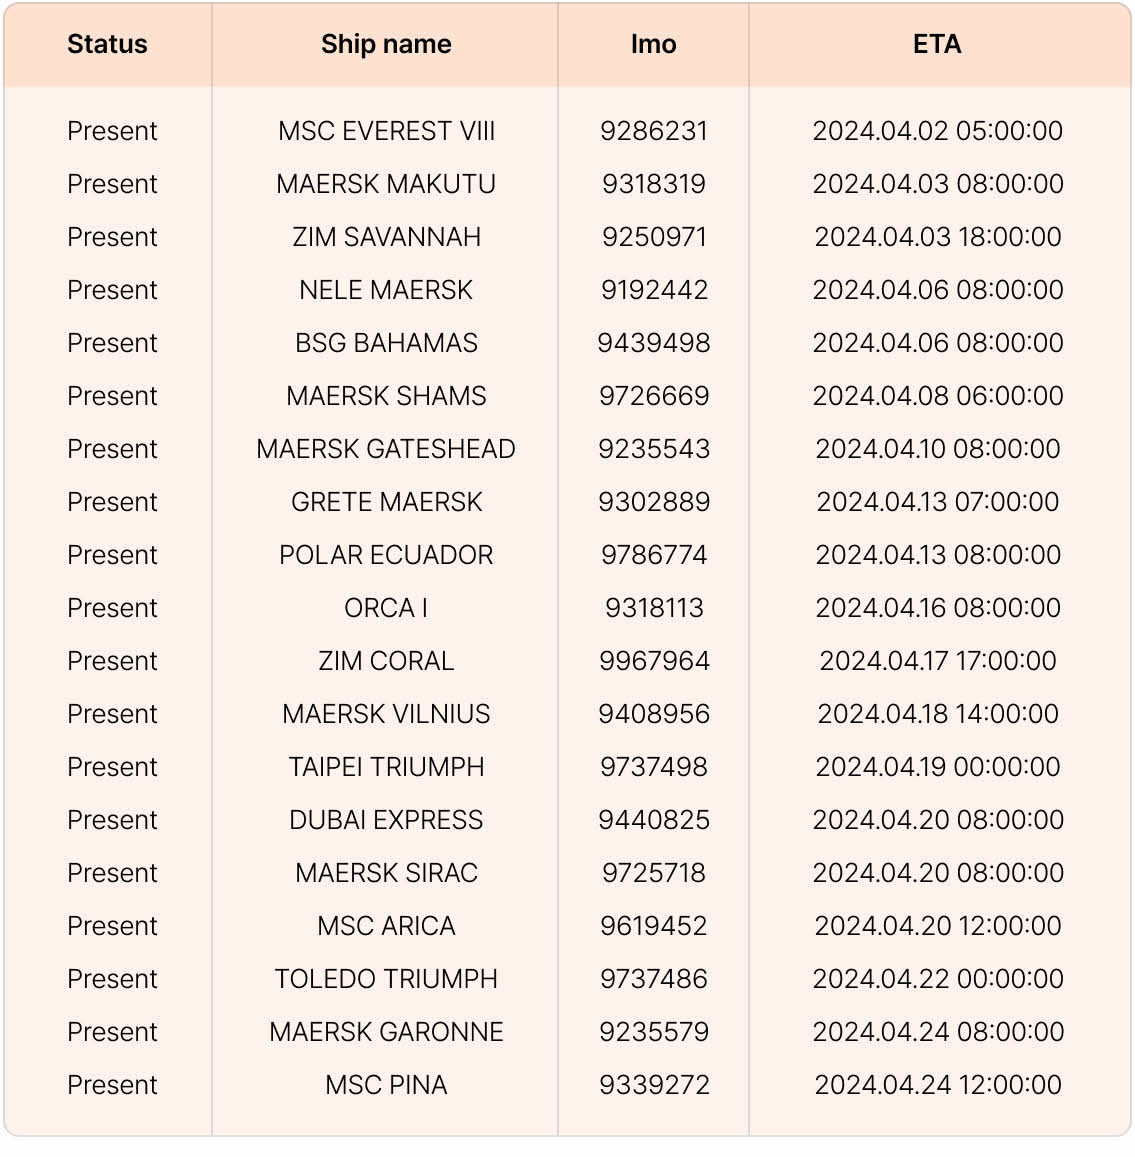 Status Ship name Imo ETA
Present MSC EVEREST VIII 9286231 2024.04.02 05:00:00
Present MAERSK MAKUTU 9318319 2024.04.03 08:00:00
Present ZIM SAVANNAH 9250971 2024.04.03 18:00:00
Present NELE MAERSK 9192442 2024.04.06 08:00:00
Present BSG BAHAMAS 9439498 2024.04.06 08:00:00
Present MAERSK SHAMS 9726669 2024.04.08 06:00:00
Present MAERSK GATESHEAD 9235543 2024.04.10 08:00:00
Present GRETE MAERSK 9302889 2024.04.13 07:00:00
Present POLAR ECUADOR 9786774 2024.04.13 08:00:00
Present ORCA I 9318113 2024.04.16 08:00:00
Present ZIM CORAL 9967964 2024.04.17 17:00:00
Present MAERSK VILNIUS 9408956 2024.04.18 14:00:00
Present TAIPEI TRIUMPH 9737498 2024.04.19 00:00:00
Present DUBAI EXPRESS 9440825 2024.04.20 08:00:00
Present MAERSK SIRAC 9725718 2024.04.20 08:00:00
Present MSC ARICA 9619452 2024.04.20 12:00:00
Present TOLEDO TRIUMPH 9737486 2024.04.22 00:00:00
Present MAERSK GARONNE 9235579 2024.04.24 08:00:00
Present MSC PINA 9339272 2024.04.24 12:00:00